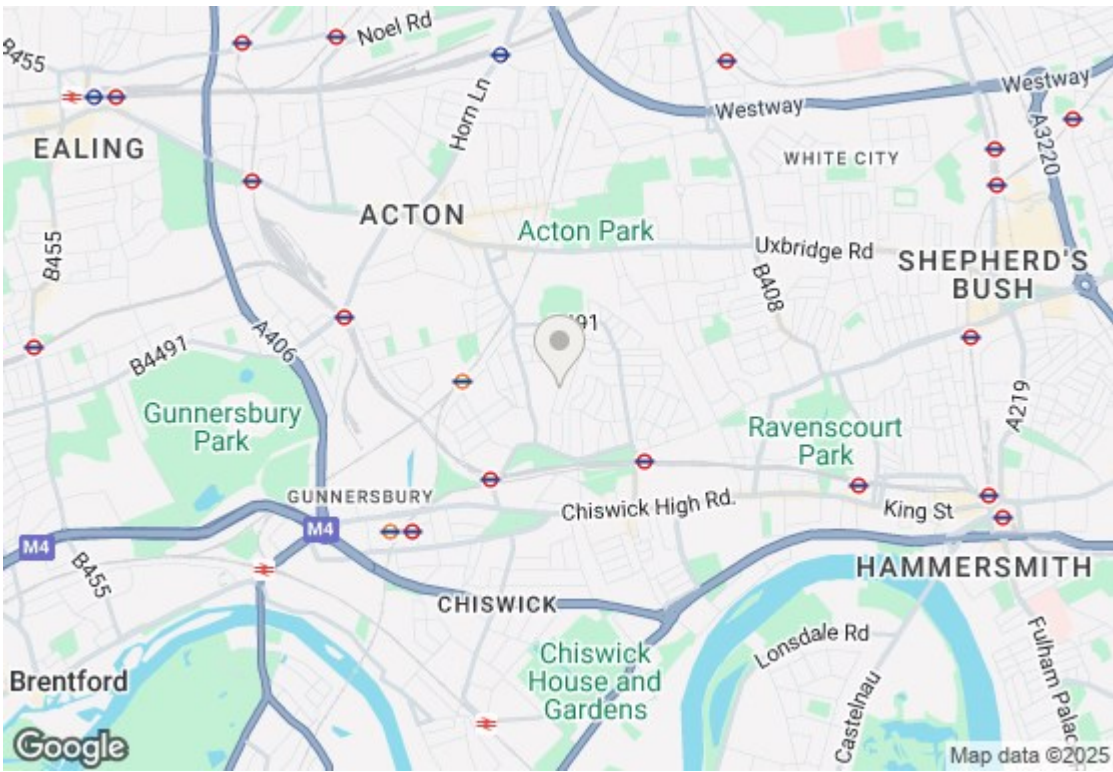 Noel Rd
B455
Horn Ln
Westway
Westway
A3220
EALING
WHITE CITY
ACTON
Acton Park
Uxbridge Rd
B455
SHEPHERD'S
BUSH
B408
A406
B4491
91
A219
Gunnersbury
Park
Ravenscourt
Park
GUNNERSBURY
Chiswick High Rd.
King St
M4
M4
B455
HAMMERSMITH
CHISWICK
Lonsdale Rd
Fulham Palac
Chiswick
House and
Gardens
Brentford
Castelnau
Google
Map data ©2025